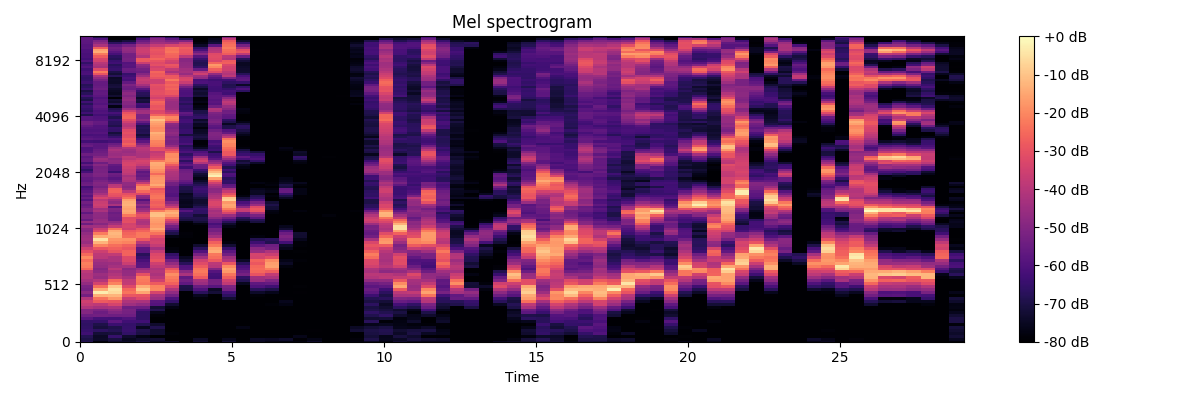 Mel spectrogram
Hz
8192
4096
2048
1024
512
0
0 5 10 15 20 25
Time
+0 dB
-10 dB
-20 dB
-30 dB
-40 dB
-50 dB
-60 dB
-70 dB
-80 dB